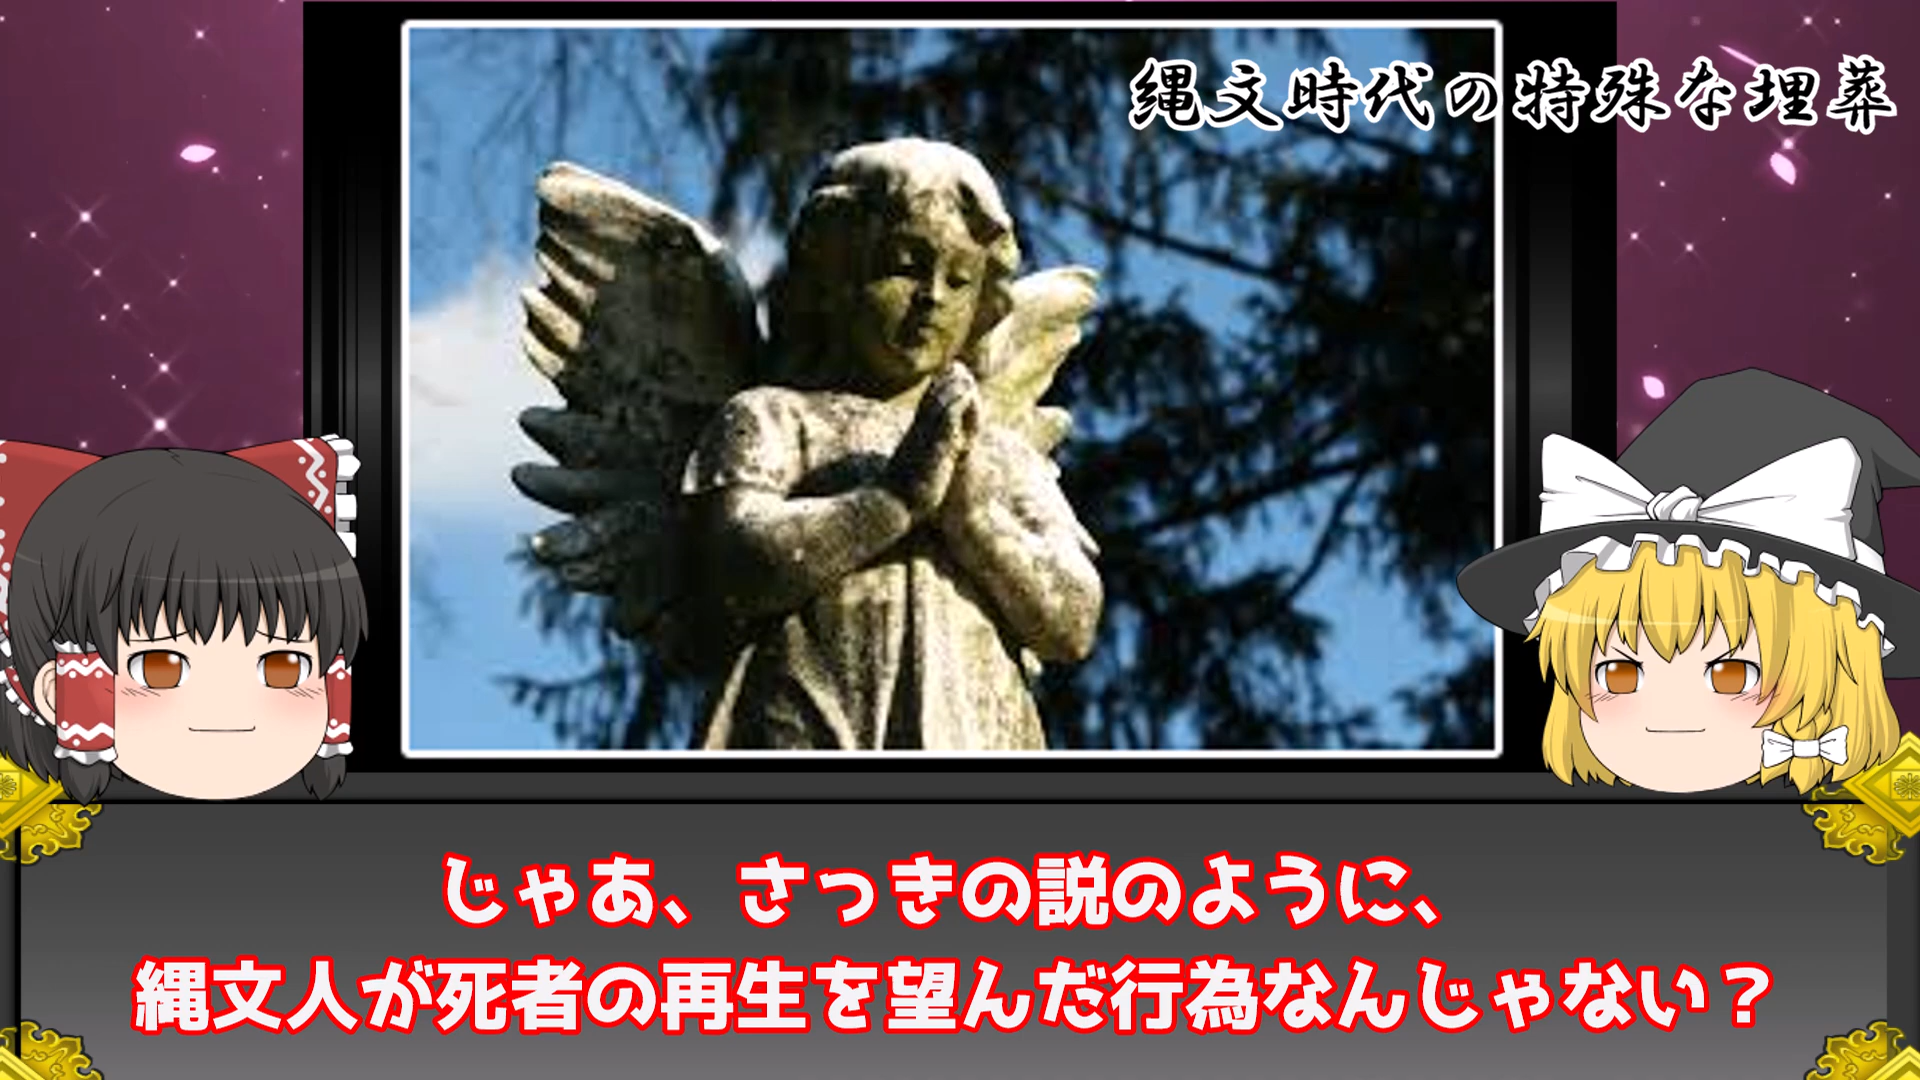 縄文時代の特殊な埋葬
じゃあ、さっきの説のように、
縄文人が死者の再生を望んだ行為なんじゃない？